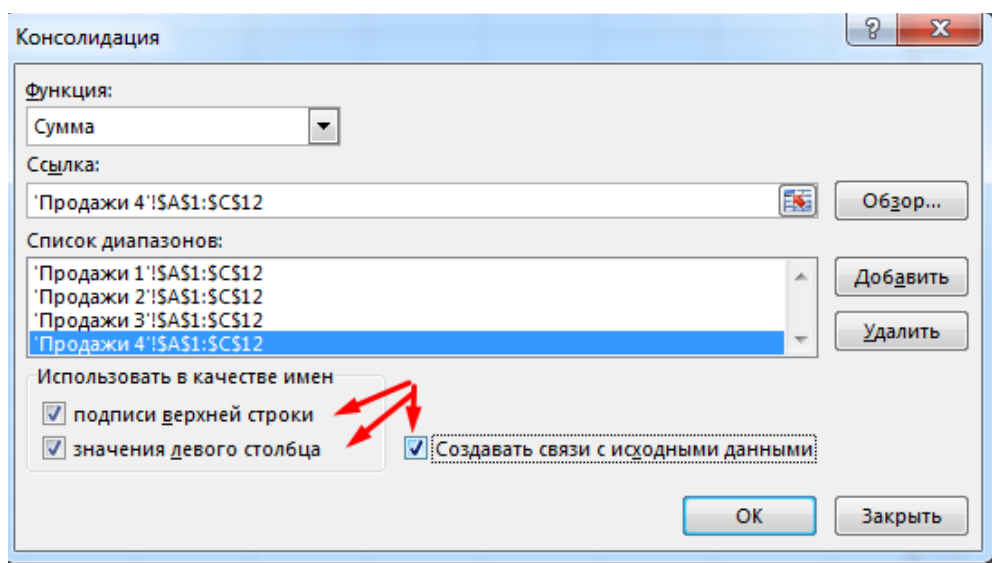 Консолидация
Функция:
Сумма
Ссылка:
'Продажи 4'!$A$1:$C$12
Обзор...
Список диапазонов:
'Продажи 1'!$A$1:$C$12
'Продажи 2'!$A$1:$C$12
'Продажи 3'!$A$1:$C$12
'Продажи 4'!$A$1:$C$12
Добавить
Удалить
Использовать в качестве имен
подписи верхней строки
значения левого столбца
Создавать связи с исходными данными
ОК
Закрыть